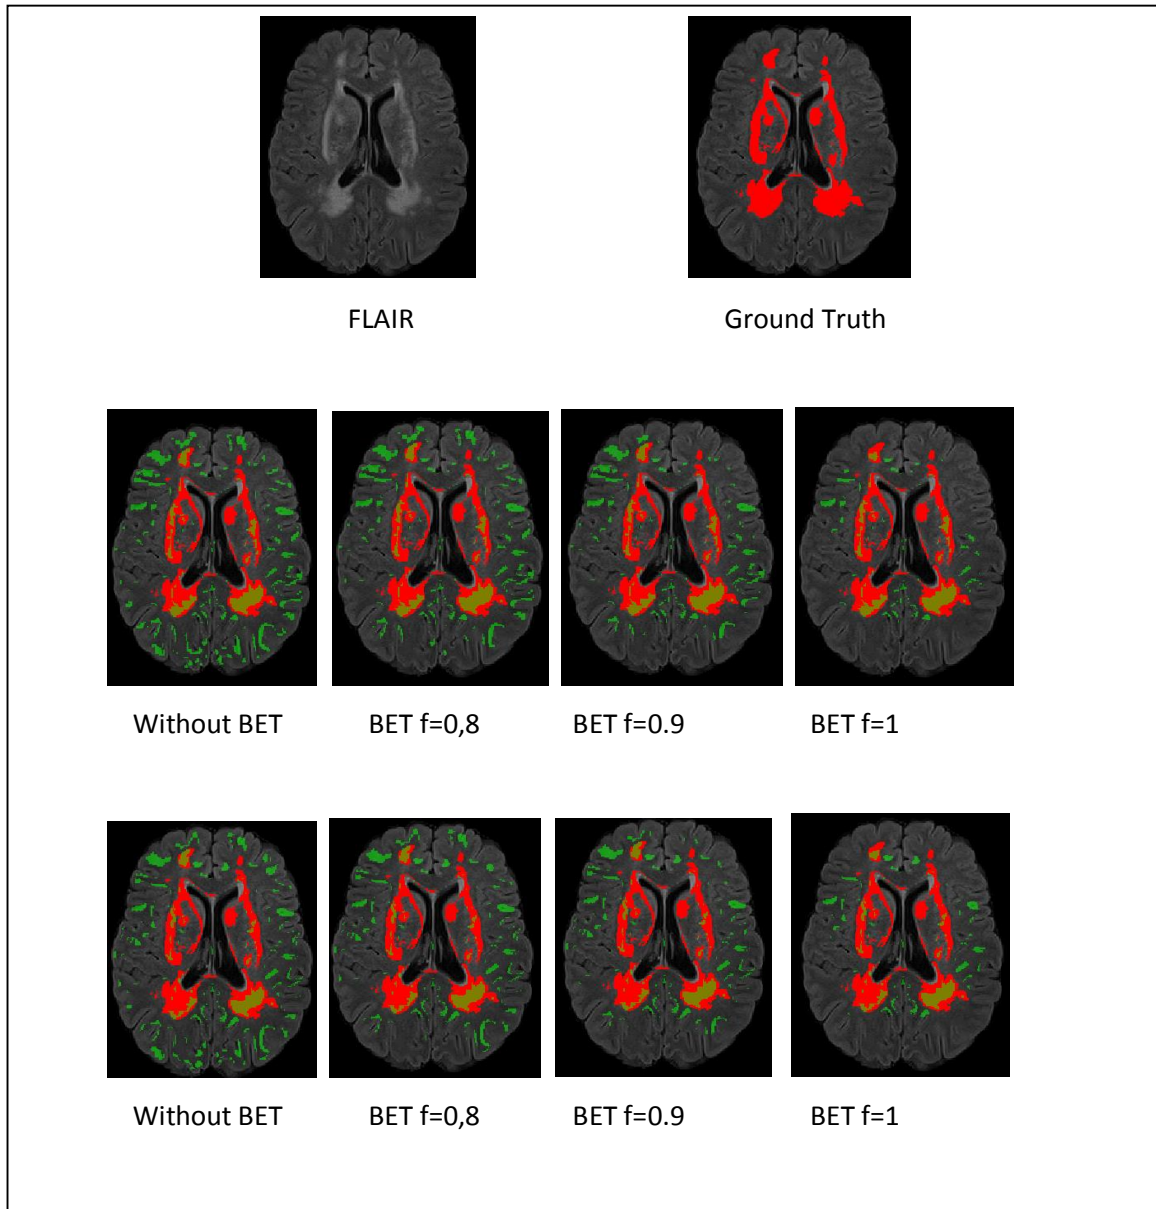 FLAIR
Ground Truth
Without BET
BET f=0,8
BET f=0.9
BET f=1
Without BET
BET f=0,8
BET f=0.9
BET f=1